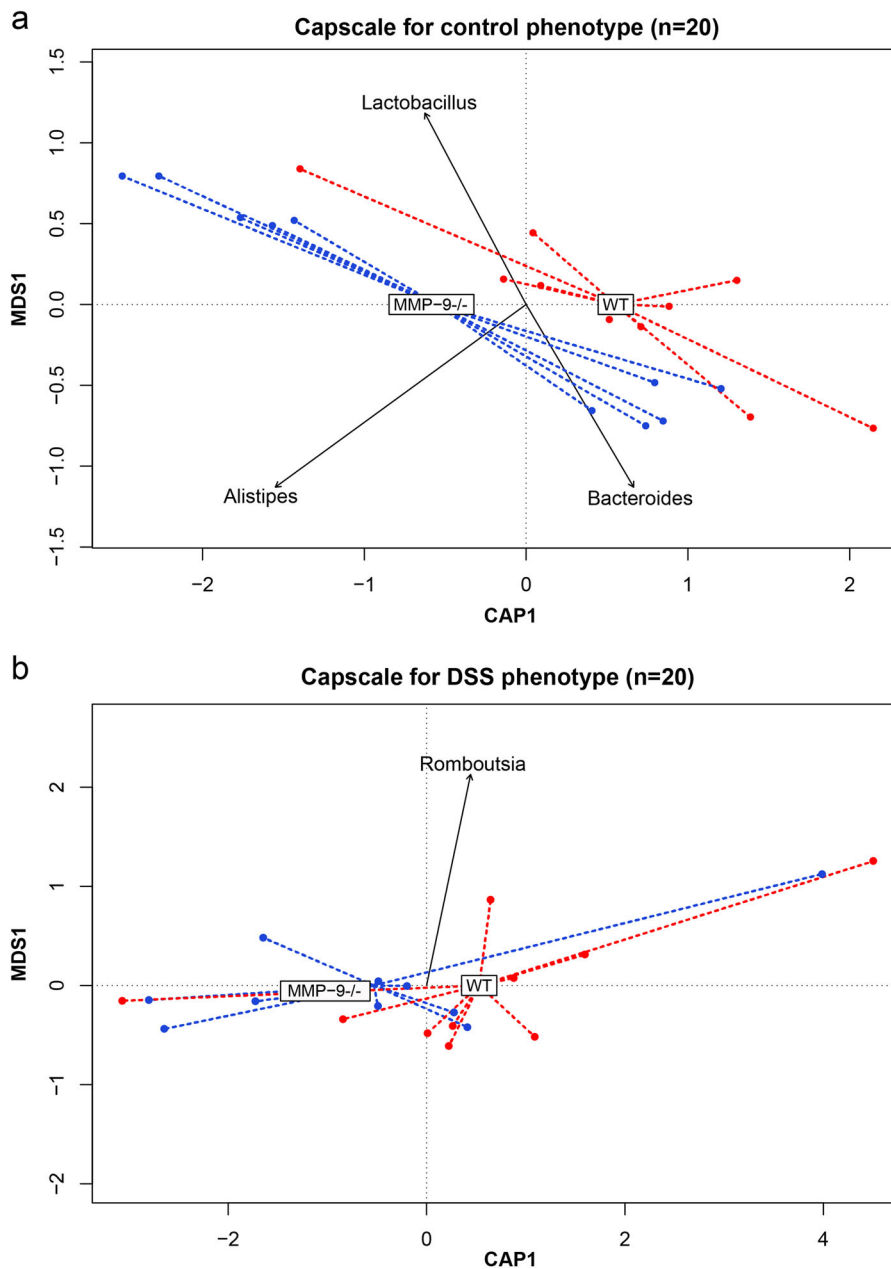 a
Capscale for control phenotype (n=20)
1.5
1.0
0.5
0.0
−0.5
−1.0
−1.5
MDS1
Lactobacillus
MMP−9-/-
WT
Alistipes
Bacteroides
−2
−1
0
1
2
CAP1
b
Capscale for DSS phenotype (n=20)
2
1
0
−1
−2
MDS1
Romboutsia
MMP−9-/-
WT
−2
0
2
4
CAP1